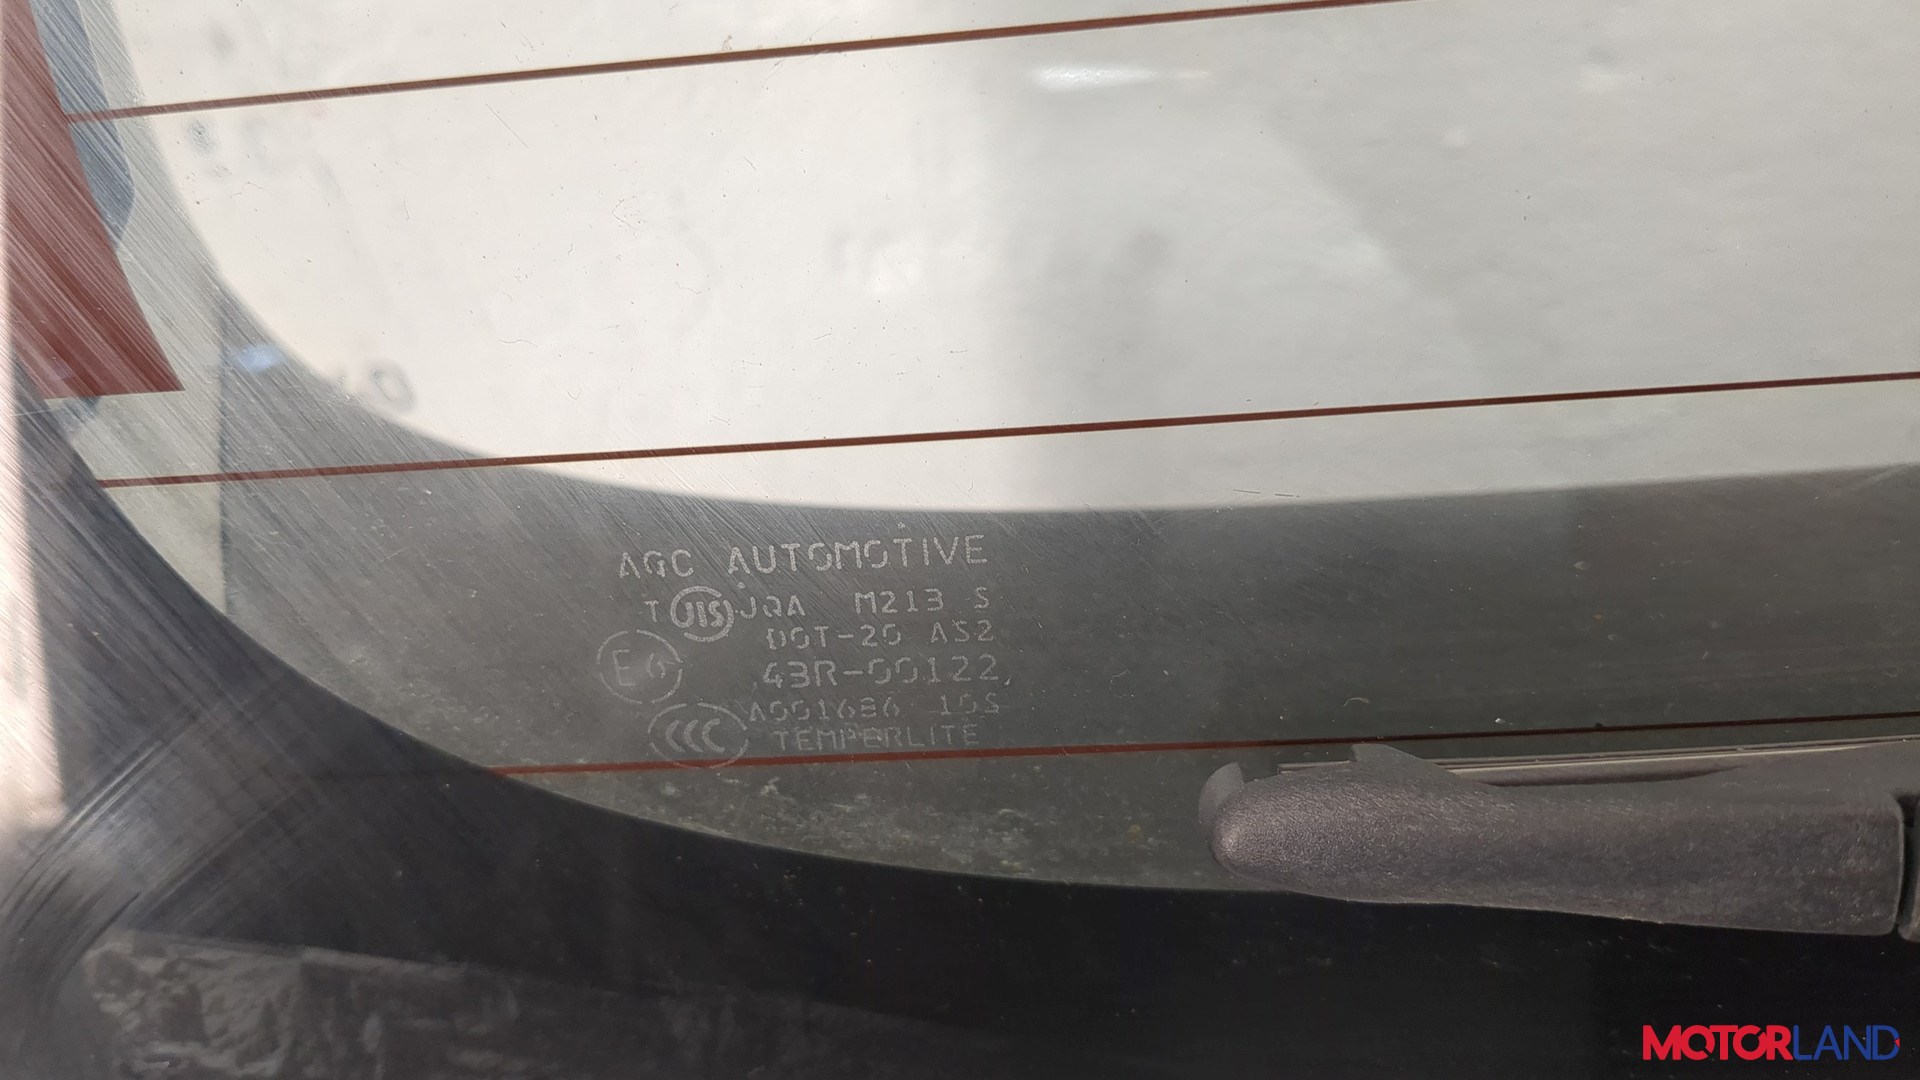 AGC AUTOMOTIVE
T JIS JQA M213 S
DOT-20 AS2
E6 43R-00122
CCC A001686 10S
TEMPERLITE
MOTORLAND